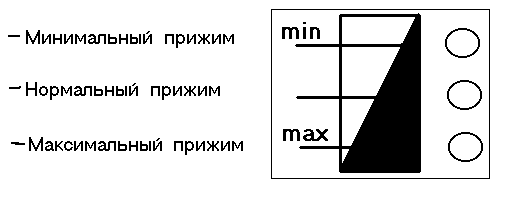 – Минимальный прижим
min
– Нормальный прижим
max
– Максимальный прижим